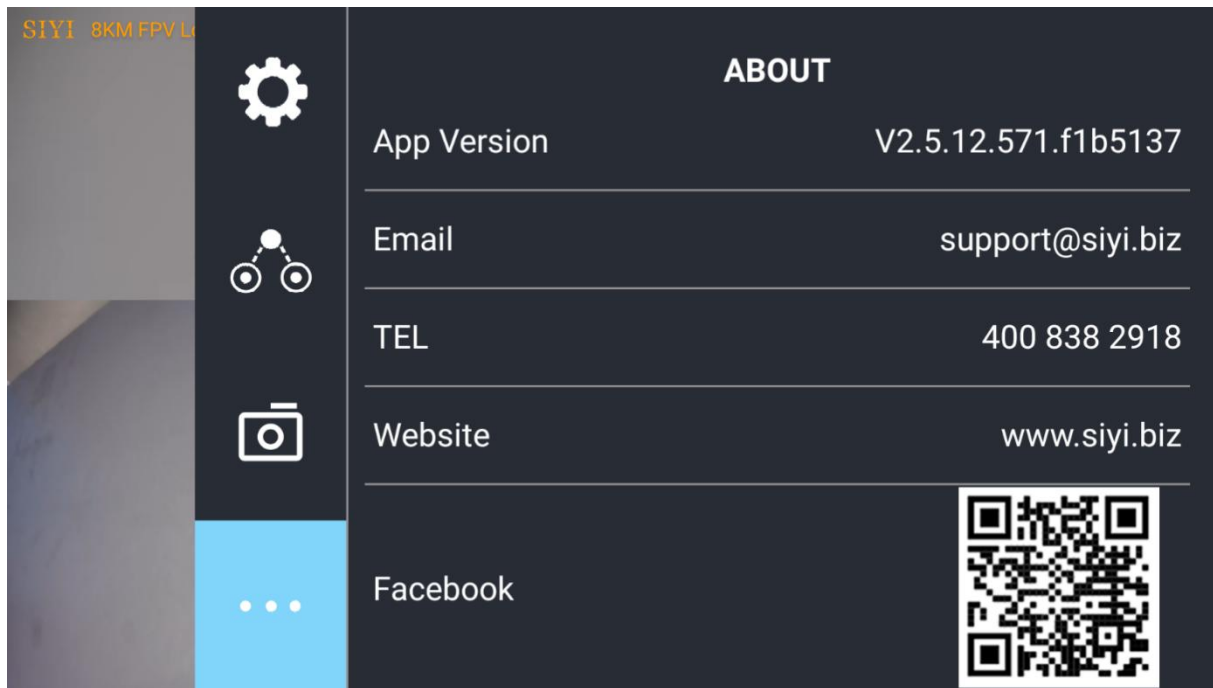 SIYI 8KM FPV
ABOUT
App Version V2.5.12.571.f1b5137
Email support@siyi.biz
TEL 400 838 2918
Website www.siyi.biz
Facebook